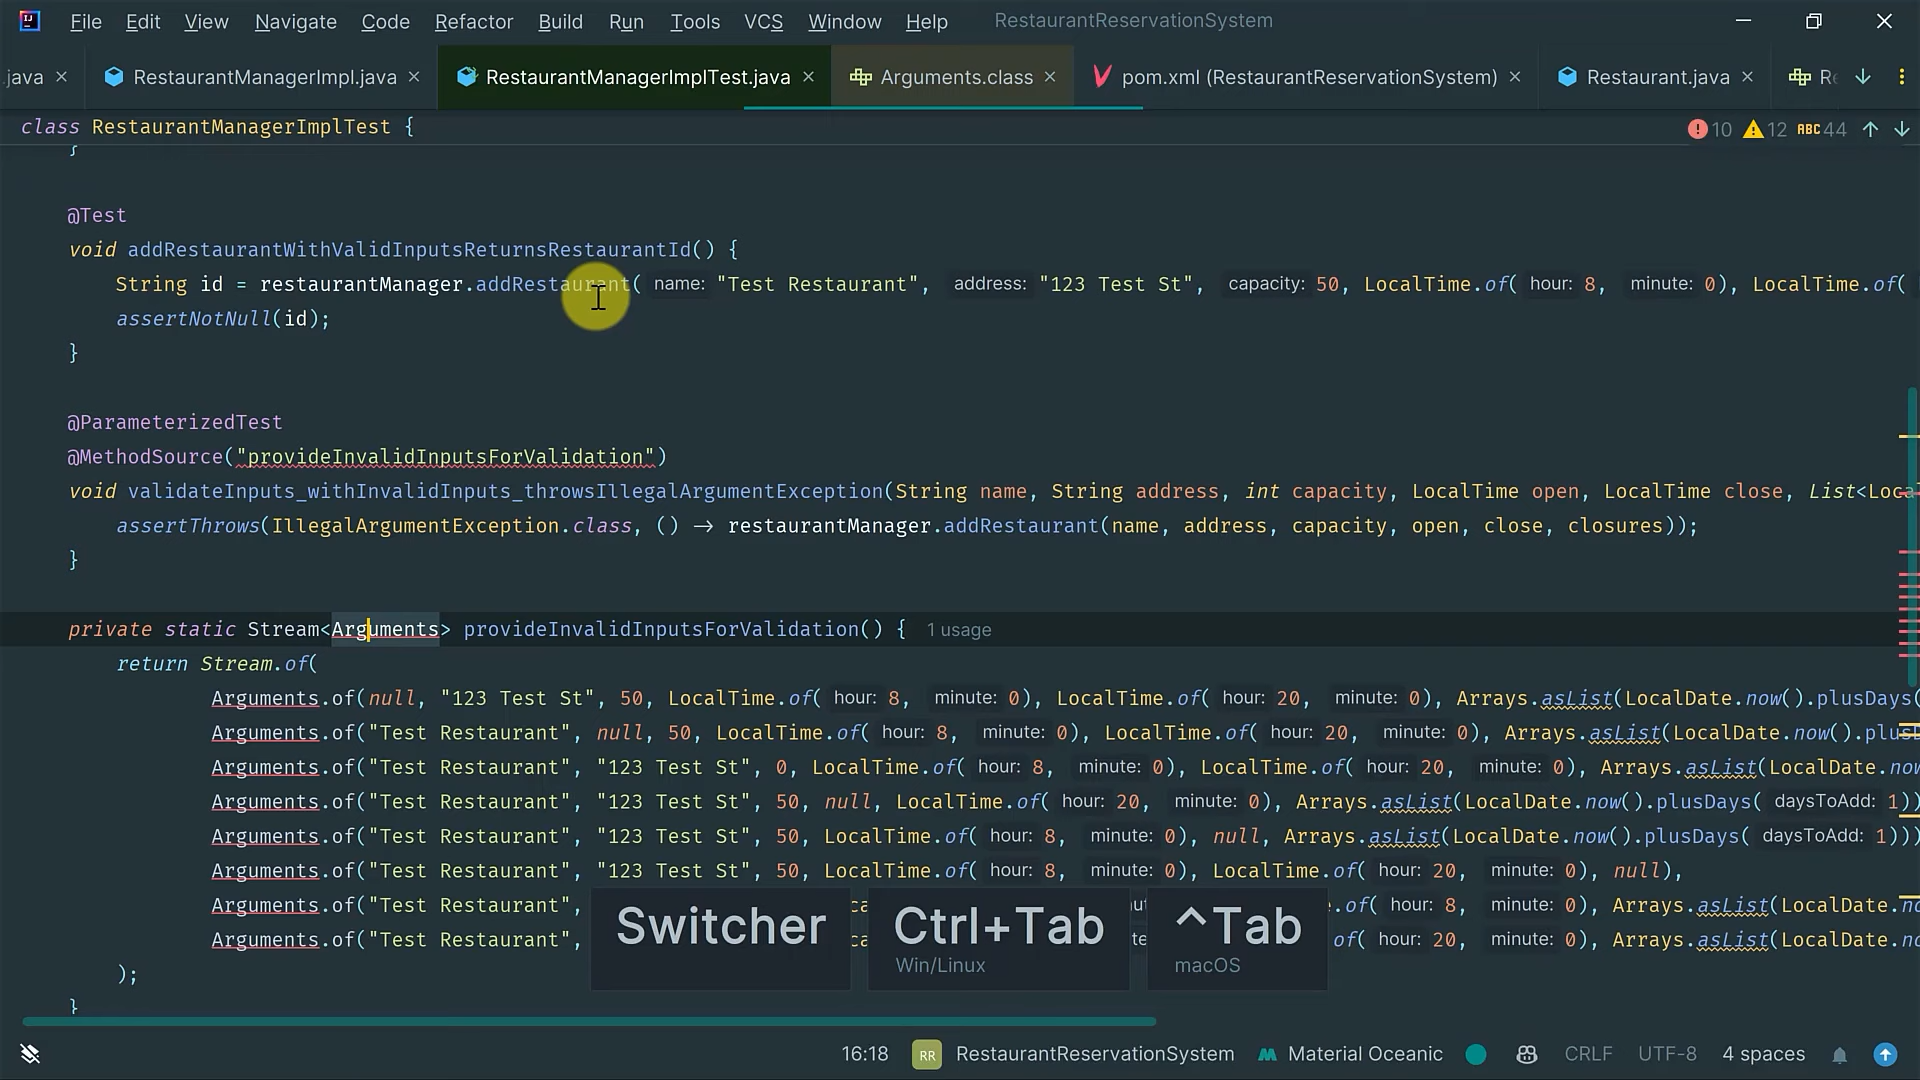 File Edit View Navigate Code Refactor Build Run Tools VCS Window Help RestaurantReservationSystem
.java RestaurantManagerImpl.java RestaurantManagerImplTest.java Arguments.class pom.xml (RestaurantReservationSystem) Restaurant.java
class RestaurantManagerImplTest { 10 12 ABC 44
}
@Test
void addRestaurantWithValidInputsReturnsRestaurantId() {
String id = restaurantManager.addRestaurant( name: "Test Restaurant", address: "123 Test St", capacity: 50, LocalTime.of( hour: 8, minute: 0), LocalTime.of(
assertNotNull(id);
}
@ParameterizedTest
@MethodSource("provideInvalidInputsForValidation")
void validateInputs_withInvalidInputs_throwsIllegalArgumentException(String name, String address, int capacity, LocalTime open, LocalTime close, List<Local
assertThrows(IllegalArgumentException.class, () → restaurantManager.addRestaurant(name, address, capacity, open, close, closures));
}
private static Stream<Arguments> provideInvalidInputsForValidation() { 1 usage
return Stream.of(
Arguments.of(null, "123 Test St", 50, LocalTime.of( hour: 8, minute: 0), LocalTime.of( hour: 20, minute: 0), Arrays.asList(LocalDate.now().plusDays(
Arguments.of("Test Restaurant", null, 50, LocalTime.of( hour: 8, minute: 0), LocalTime.of( hour: 20, minute: 0), Arrays.asList(LocalDate.now().plusD
Arguments.of("Test Restaurant", "123 Test St", 0, LocalTime.of( hour: 8, minute: 0), LocalTime.of( hour: 20, minute: 0), Arrays.asList(LocalDate.now
Arguments.of("Test Restaurant", "123 Test St", 50, null, LocalTime.of( hour: 20, minute: 0), Arrays.asList(LocalDate.now().plusDays( daysToAdd: 1))
Arguments.of("Test Restaurant", "123 Test St", 50, LocalTime.of( hour: 8, minute: 0), null, Arrays.asList(LocalDate.now().plusDays( daysToAdd: 1)))
Arguments.of("Test Restaurant", "123 Test St", 50, LocalTime.of( hour: 8, minute: 0), LocalTime.of( hour: 20, minute: 0), null),
Arguments.of("Test Restaurant", .of( hour: 8, minute: 0), Arrays.asList(LocalDate.no
Arguments.of("Test Restaurant", of( hour: 20, minute: 0), Arrays.asList(LocalDate.no
Switcher Ctrl+Tab ^Tab
Win/Linux macOS
);
}
16:18 RR RestaurantReservationSystem Material Oceanic CRLF UTF-8 4 spaces